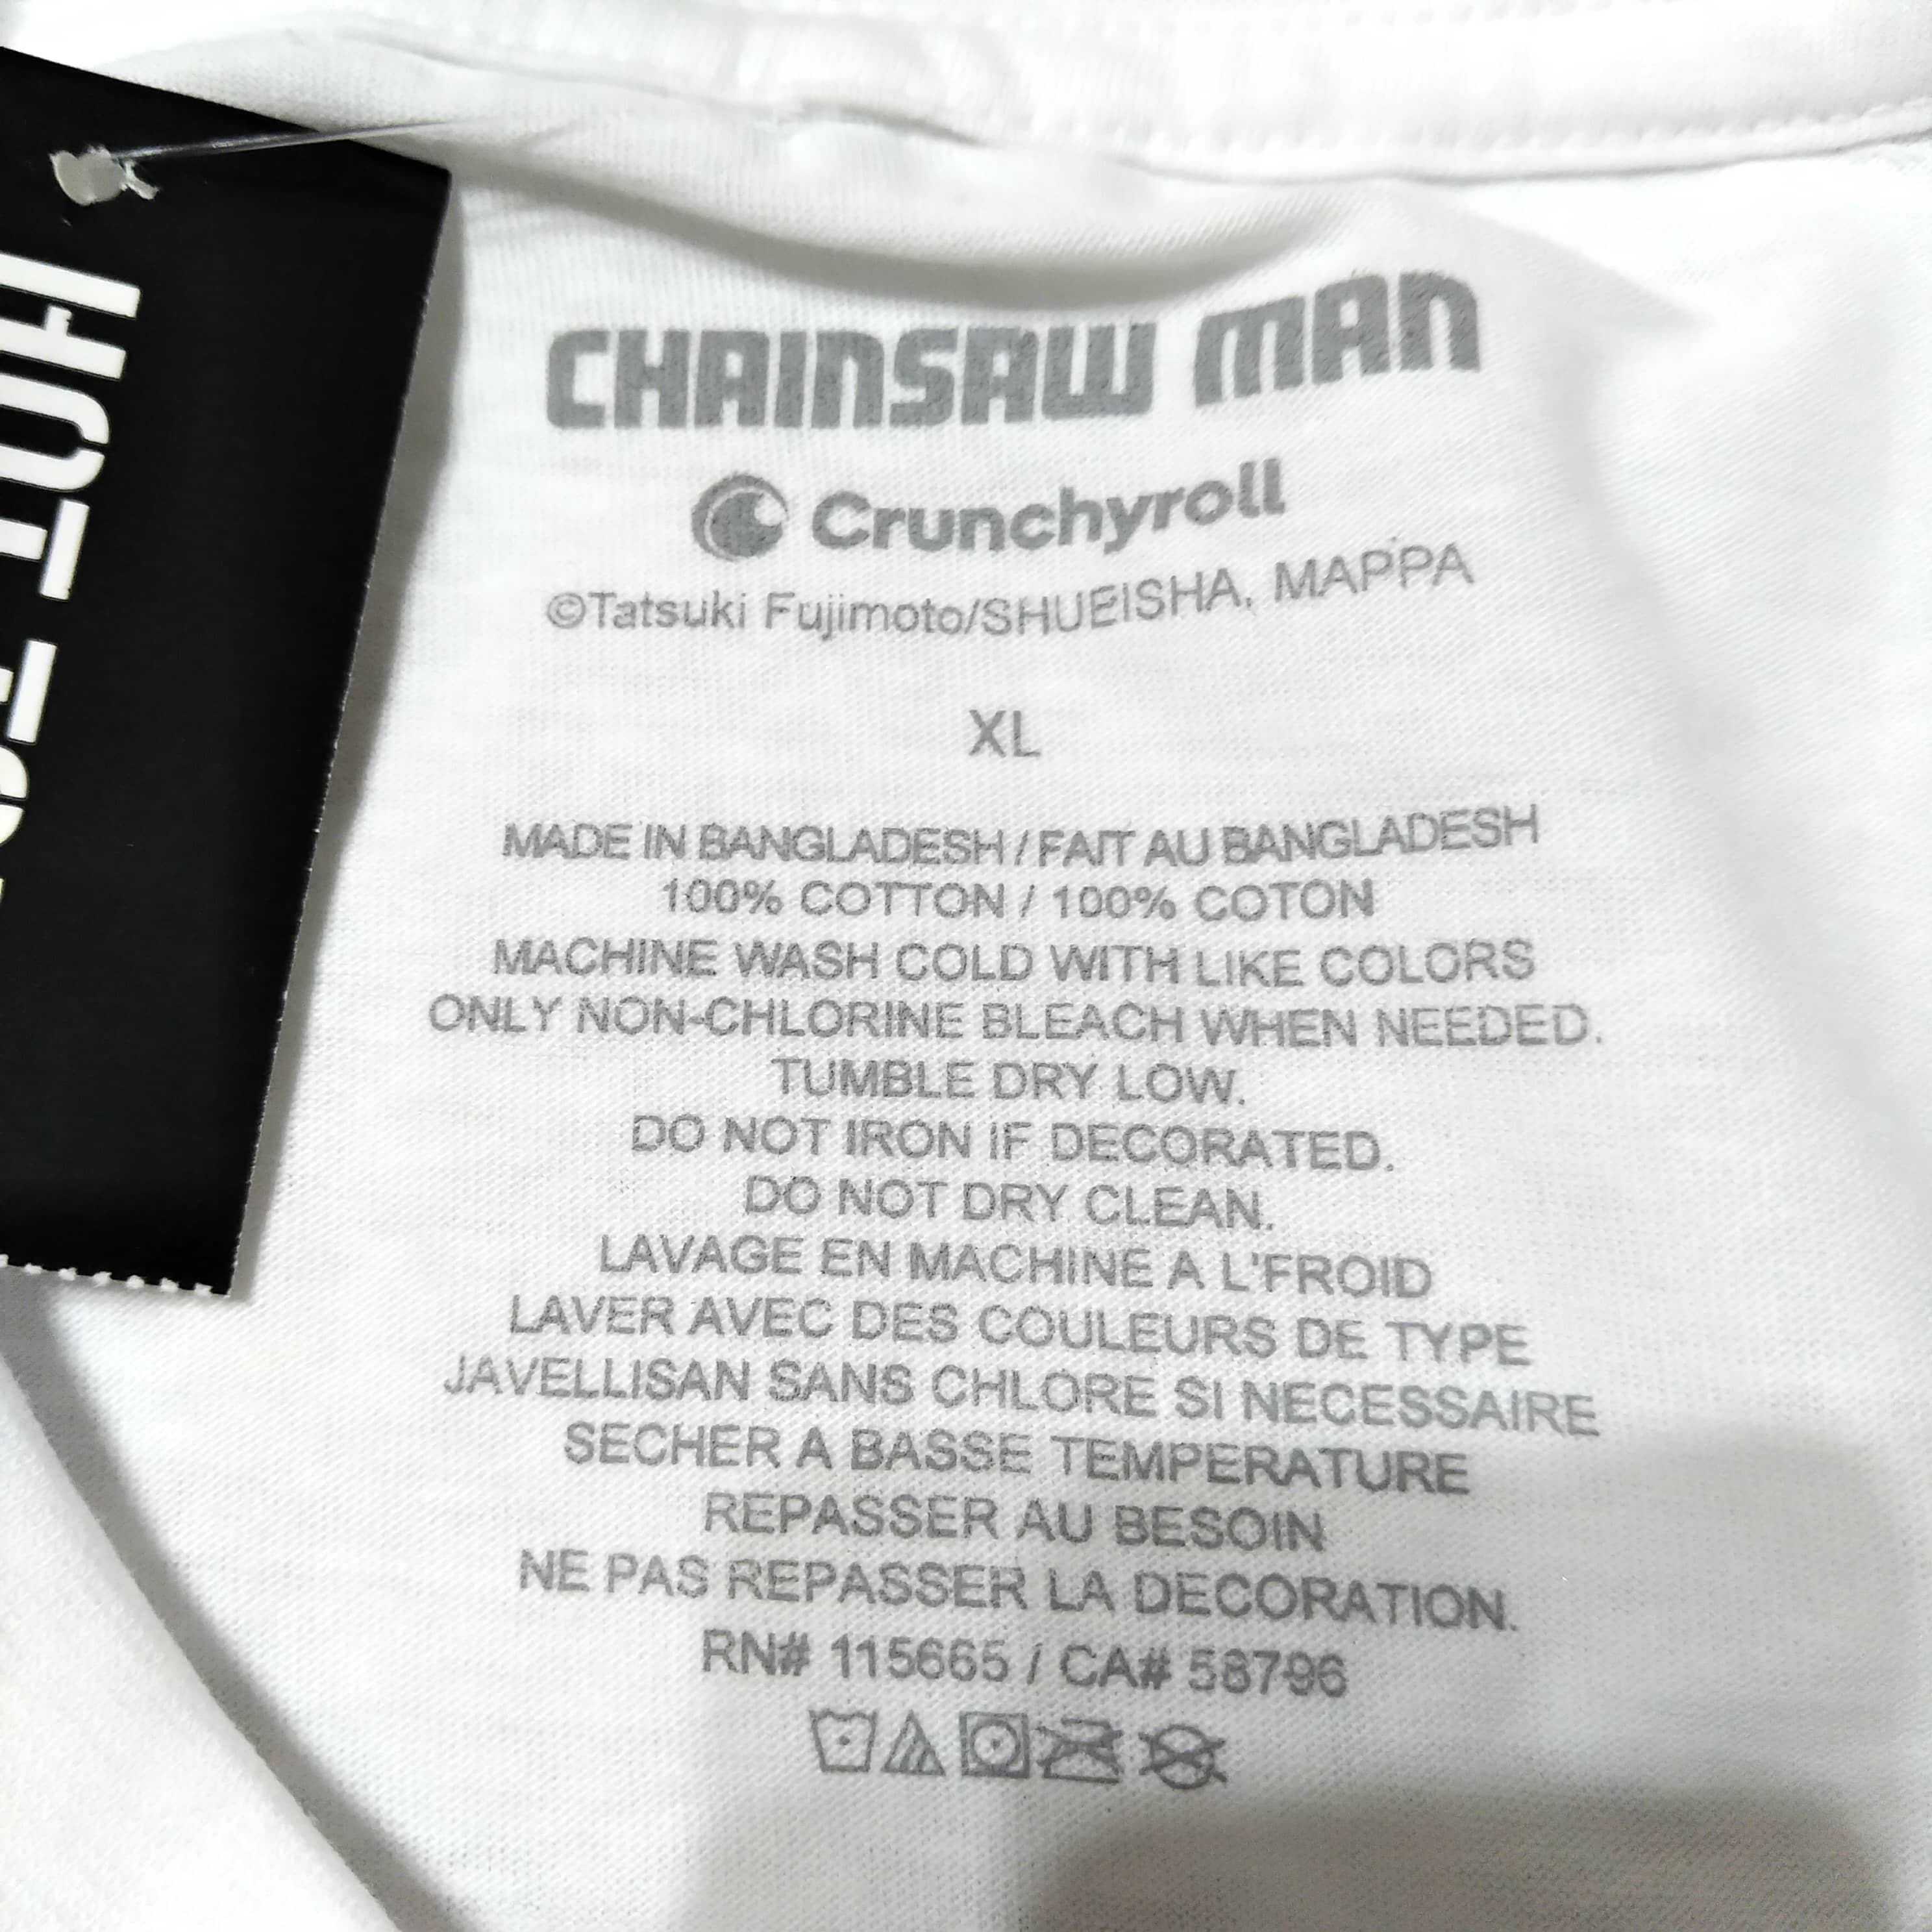 HOT TO
CHAINSAW MAN
Crunchyroll
©Tatsuki Fujimoto/SHUEISHA, MAPPA
XL
MADE IN BANGLADESH / FAIT AU BANGLADESH
100% COTTON / 100% COTON
MACHINE WASH COLD WITH LIKE COLORS
ONLY NON-CHLORINE BLEACH WHEN NEEDED.
TUMBLE DRY LOW.
DO NOT IRON IF DECORATED.
DO NOT DRY CLEAN.
LAVAGE EN MACHINE A L'FROID
LAVER AVEC DES COULEURS DE TYPE
JAVELLISAN SANS CHLORE SI NECESSAIRE
SECHER A BASSE TEMPERATURE
REPASSER AU BESOIN
NE PAS REPASSER LA DECORATION.
RN# 115665 / CA# 58796